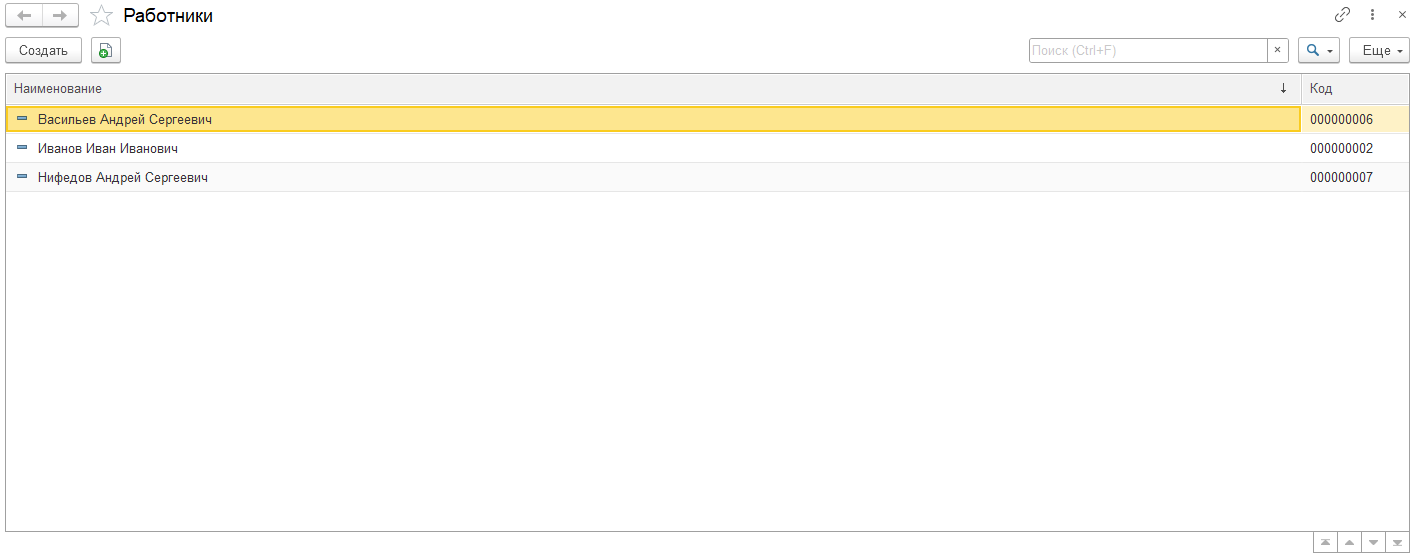 Работники
Создать
Поиск (Ctrl+F)
×
Еще
Наименование
Код
Васильев Андрей Сергеевич 000000006
Иванов Иван Иванович 000000002
Нифедов Андрей Сергеевич 000000007